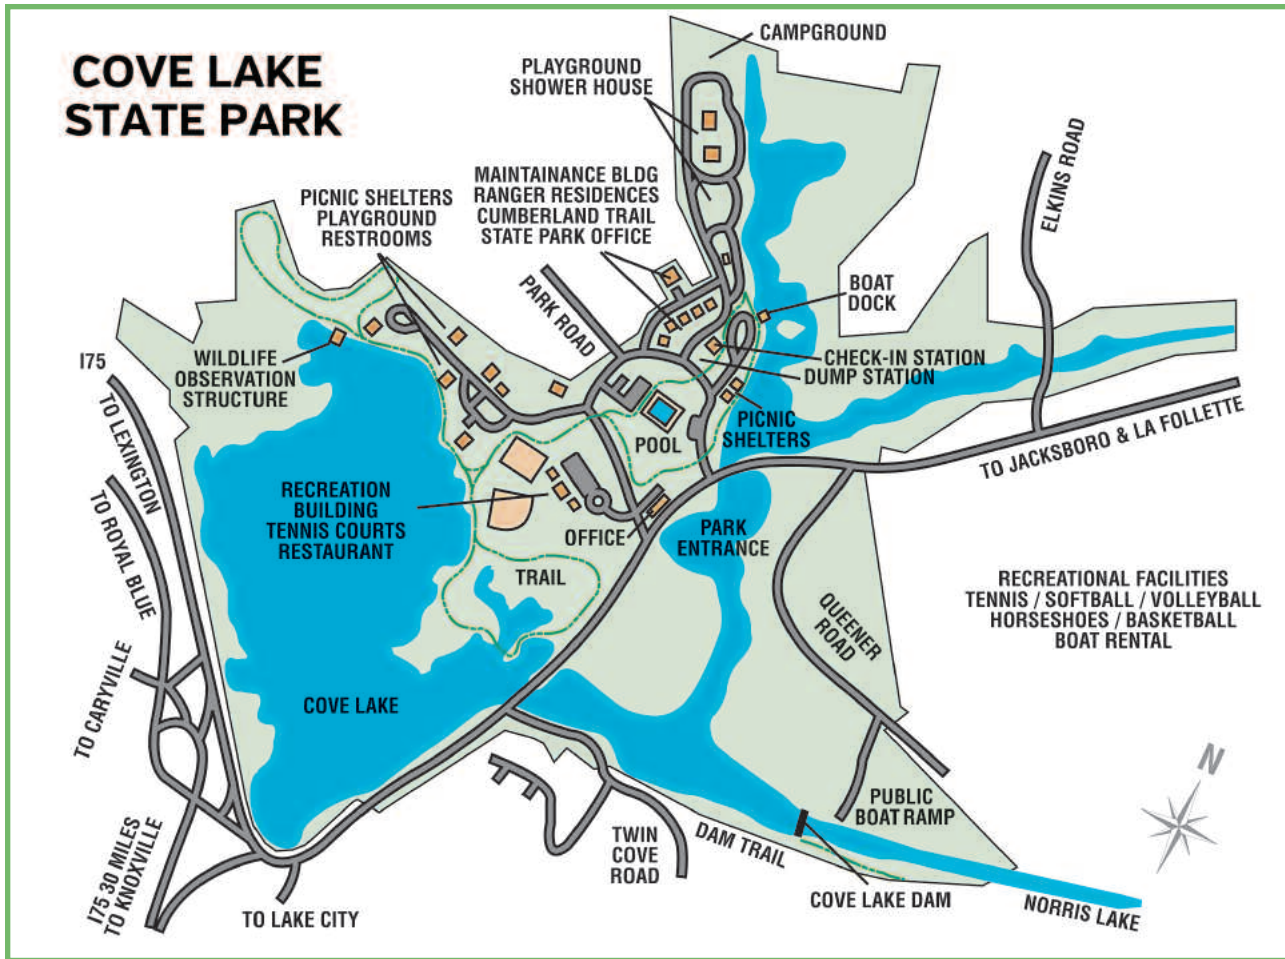 COVE LAKE
STATE PARK
CAMPGROUND
PLAYGROUND
SHOWER HOUSE
MAINTAINANCE BLDG
RANGER RESIDENCES
CUMBERLAND TRAIL
STATE PARK OFFICE
PICNIC SHELTERS
PLAYGROUND
RESTROOMS
ELKINS ROAD
PARK ROAD
BOAT
DOCK
WILDLIFE
OBSERVATION
STRUCTURE
CHECK-IN STATION
DUMP STATION
I75
TO LEXINGTON
PICNIC
SHELTERS
POOL
TO JACKSBORO & LA FOLLETTE
TO ROYAL BLUE
RECREATION
BUILDING
TENNIS COURTS
RESTAURANT
OFFICE
PARK
ENTRANCE
TRAIL
RECREATIONAL FACILITIES
TENNIS / SOFTBALL / VOLLEYBALL
HORSESHOES / BASKETBALL
BOAT RENTAL
QUEENER
ROAD
TO CARYVILLE
COVE LAKE
N
PUBLIC
BOAT RAMP
I75 30 MILES
TO KNOXVILLE
TWIN
COVE
ROAD
DAM TRAIL
COVE LAKE DAM
TO LAKE CITY
NORRIS LAKE